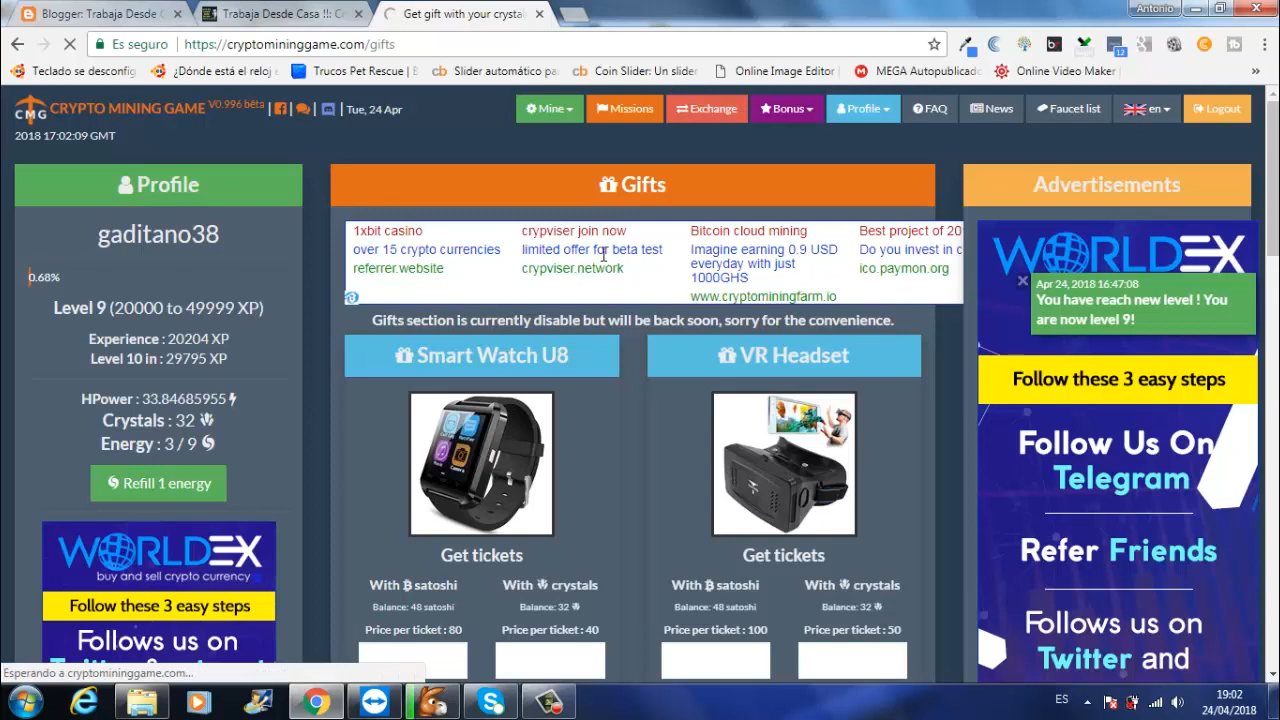 Blogger: Trabaja Desde C
Trabaja Desde Casa !!: C
Get gift with your crystal
Antonio
Es seguro
https://cryptomininggame.com/gifts
12
Teclado se desconfig
¿Dónde está el reloj
Trucos Pet Rescue |
Slider automático pa
Coin Slider: Un slider
Online Image Editor
MEGA Autopublicado
Online Video Maker
»
CMG CRYPTO MINING GAME V0.996 bêta
Tue, 24 Apr
2018 17:02:09 GMT
Mine
Missions
Exchange
Bonus
Profile
FAQ
News
Faucet list
en
Logout
Profile
gaditano38
0.68%
Level 9 (20000 to 49999 XP)
Experience : 20204 XP
Level 10 in : 29795 XP
HPower : 33.84685955
Crystals : 32
Energy : 3 / 9
Refill 1 energy
WORLDEX
buy and sell crypto currency
Follow these 3 easy steps
Follows us on
Gifts
1xbit casino
over 15 crypto currencies
referrer.website
crypviser join now
limited offer for beta test
crypviser.network
Bitcoin cloud mining
Imagine earning 0.9 USD
everyday with just
1000GHS
www.cryptominingfarm.io
Best project of 20
Do you invest in c
ico.paymon.org
Gifts section is currently disable but will be back soon, sorry for the convenience.
Smart Watch U8
Get tickets
With satoshi
Balance: 48 satoshi
Price per ticket : 80
With crystals
Balance: 32
Price per ticket : 40
VR Headset
Get tickets
With satoshi
Balance: 48 satoshi
Price per ticket : 100
With crystals
Balance: 32
Price per ticket : 50
Advertisements
WORLDEX
Apr 24, 2018 16:47:08
You have reach new level ! You
are now level 9!
Follow these 3 easy steps
Follow Us On
Telegram
Refer Friends
Follows us on
Twitter and
Esperando a cryptomininggame.com...
ES
19:02
24/04/2018